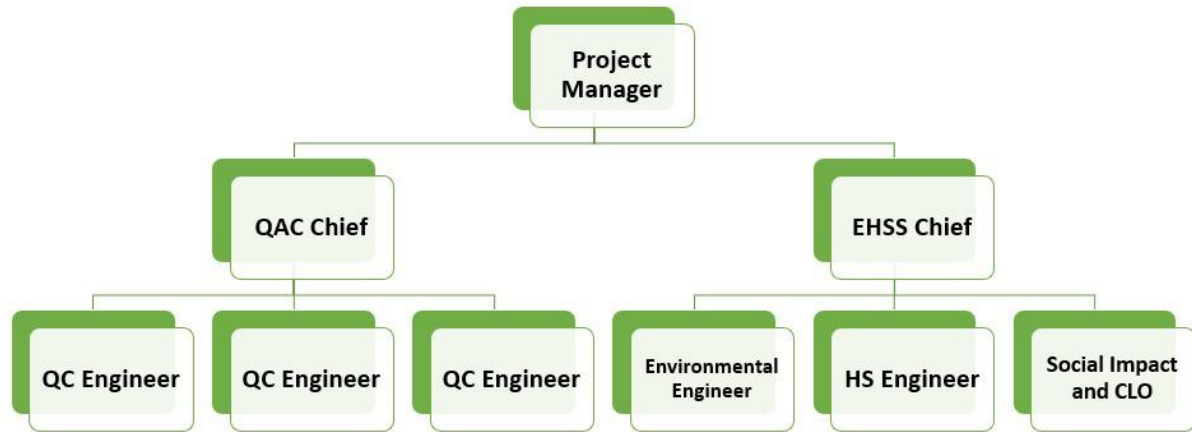 Project
Manager
QAC Chief
EHSS Chief
QC Engineer
QC Engineer
QC Engineer
Environmental
Engineer
HS Engineer
Social Impact
and CLO